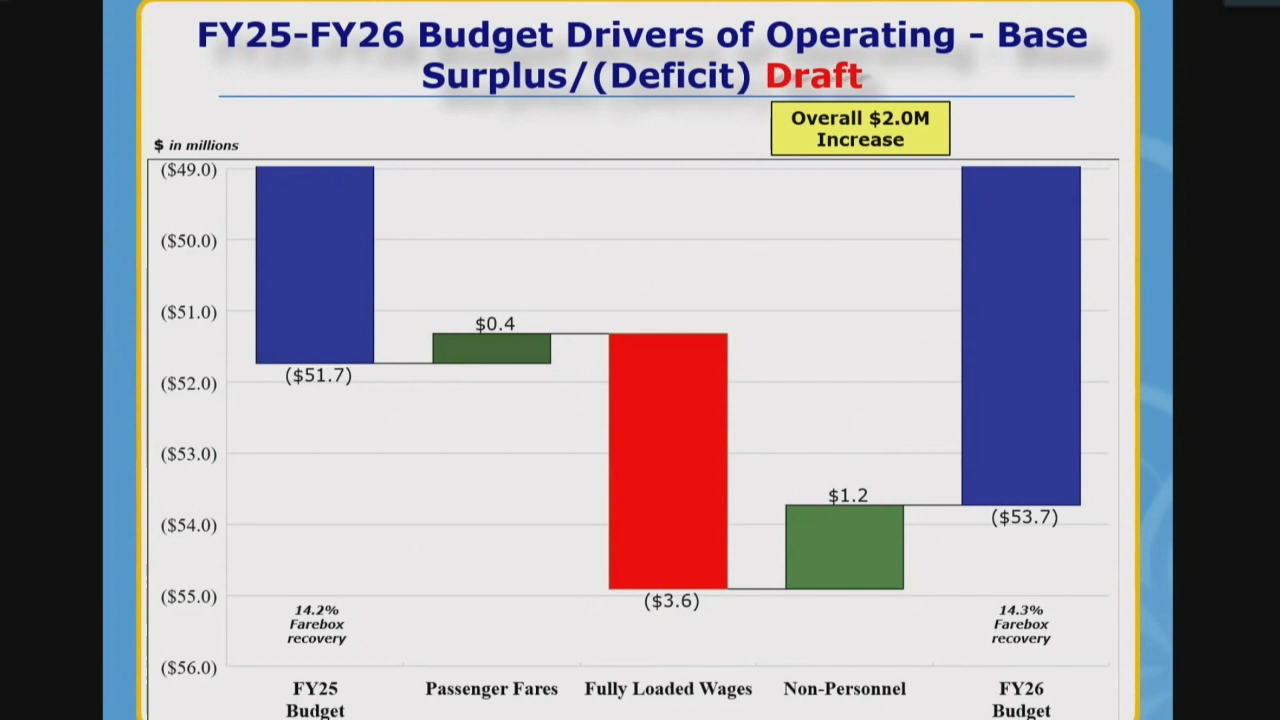 FY25-FY26 Budget Drivers of Operating - Base
Surplus/(Deficit) Draft
Overall $2.0M
Increase
$ in millions
($49.0)
($50.0)
($51.0)
($52.0)
($53.0)
($54.0)
($55.0)
($56.0)
($51.7)
$0.4
($3.6)
$1.2
($53.7)
14.2%
Farebox
recovery
14.3%
Farebox
recovery
FY25
Budget
Passenger Fares
Fully Loaded Wages
Non-Personnel
FY26
Budget